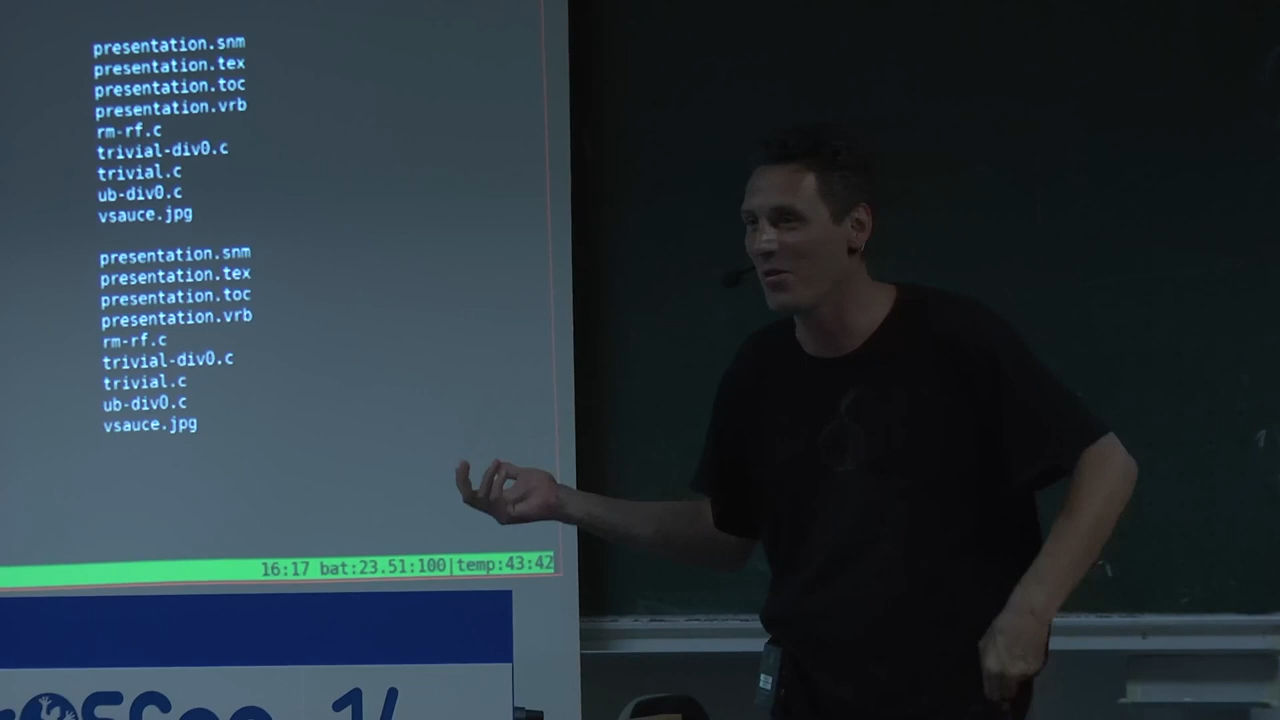 presentation.snm
presentation.tex
presentation.toc
presentation.vrb
rm-rf.c
trivial-div0.c
trivial.c
ub-div0.c
vsauce.jpg
presentation.snm
presentation.tex
presentation.toc
presentation.vrb
rm-rf.c
trivial-div0.c
trivial.c
ub-div0.c
vsauce.jpg
16:17 bat:23.51:100|temp:43:42